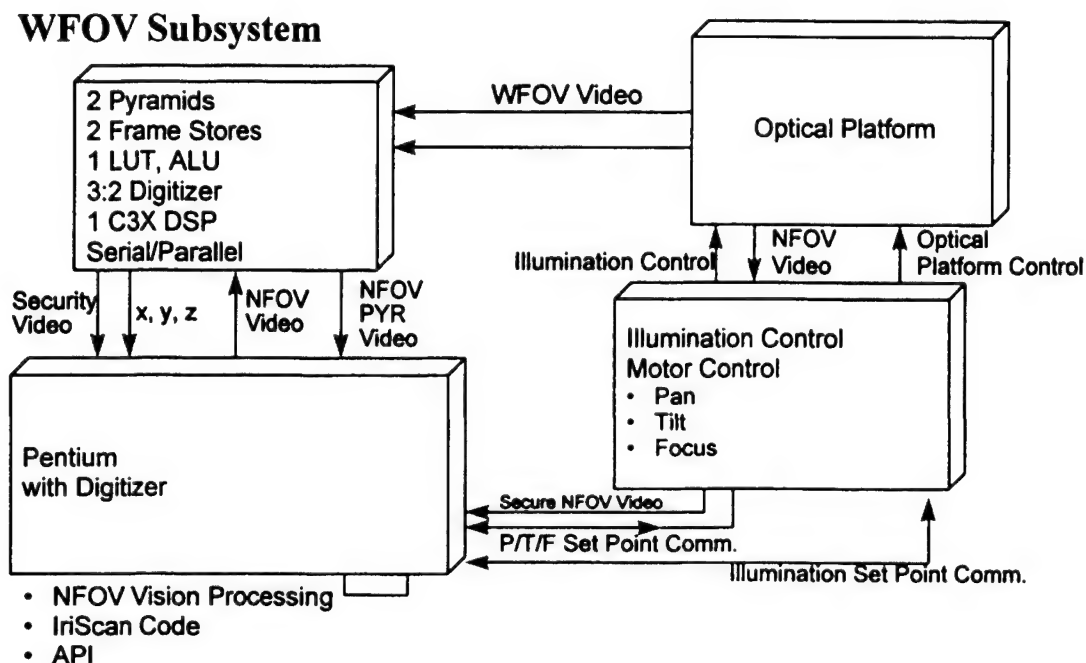 WFOV Subsystem
2 Pyramids
2 Frame Stores
1 LUT, ALU
3:2 Digitizer
1 C3X DSP
Serial/Parallel
WFOV Video
Optical Platform
Illumination Control
NFOV
Video
Optical
Platform Control
Security
Video
x, y, z
NFOV
Video
NFOV
PYR
Video
Illumination Control
Motor Control
• Pan
• Tilt
• Focus
Pentium
with Digitizer
Secure NFOV Video
P/T/F Set Point Comm.
Illumination Set Point Comm.
• NFOV Vision Processing
• IriScan Code
• API